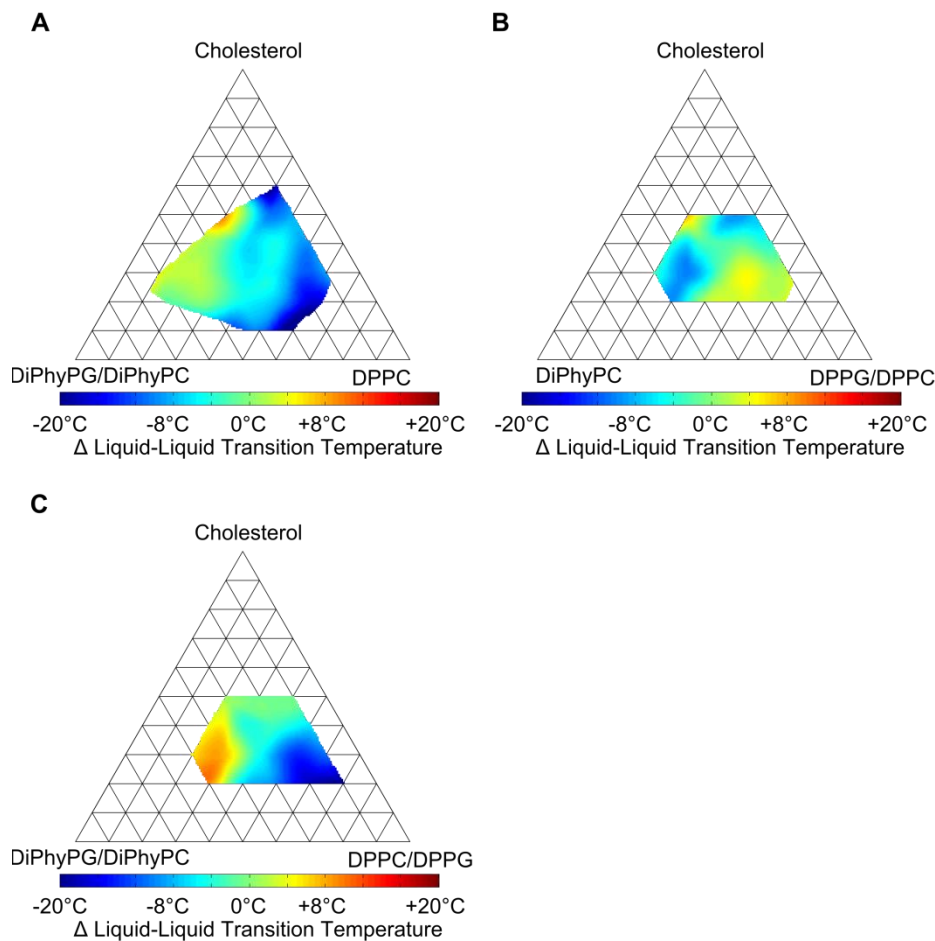 A
B
Cholesterol
Cholesterol
DiPhyPG/DiPhyPC
DPPC
DiPhyPC
DPPG/DPPC
-20°C -8°C 0°C +8°C +20°C
Δ Liquid-Liquid Transition Temperature
-20°C -8°C 0°C +8°C +20°C
Δ Liquid-Liquid Transition Temperature
C
Cholesterol
DiPhyPG/DiPhyPC
DPPC/DPPG
-20°C -8°C 0°C +8°C +20°C
Δ Liquid-Liquid Transition Temperature